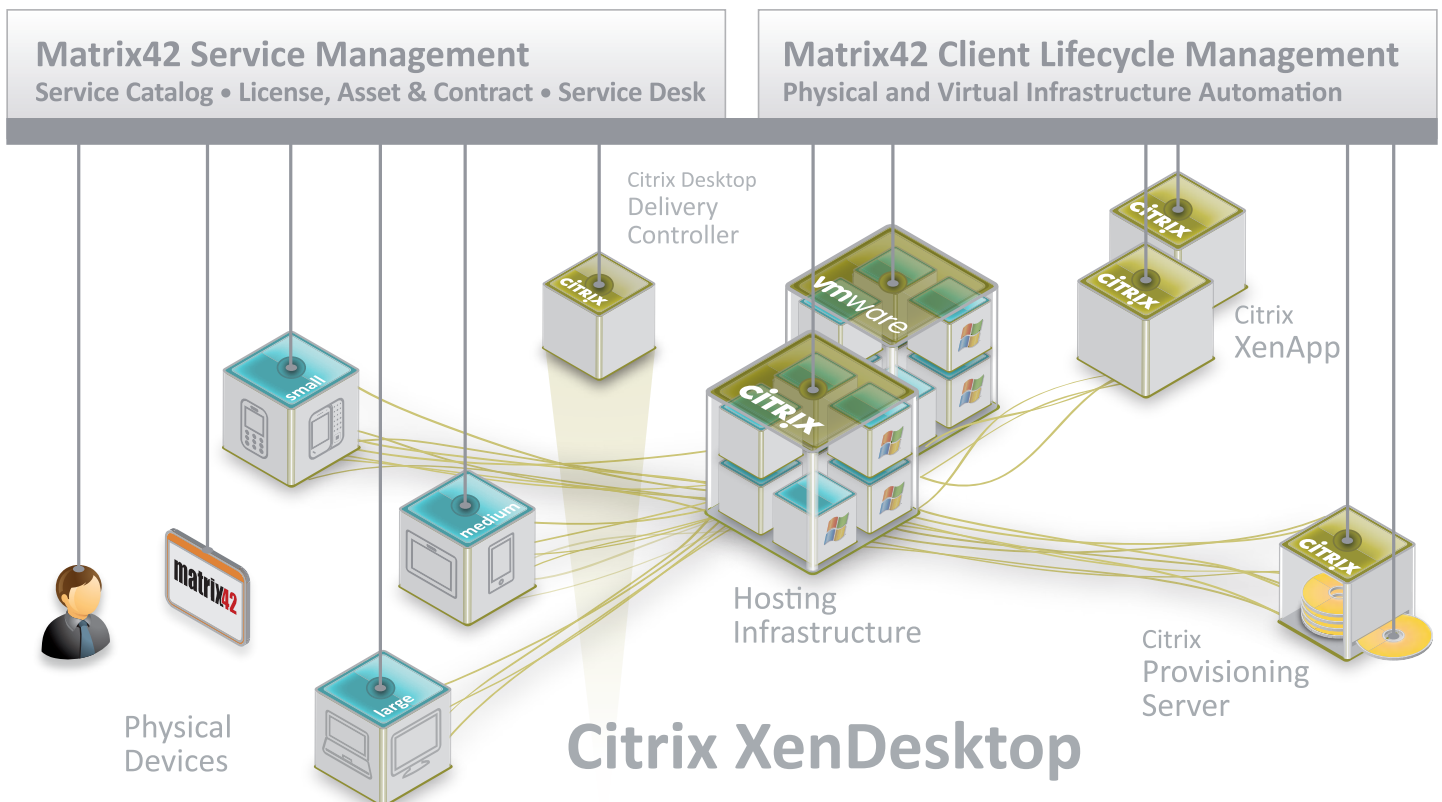 Matrix42 Service Management
Service Catalog • License, Asset & Contract • Service Desk
Matrix42 Client Lifecycle Management
Physical and Virtual Infrastructure Automation
Citrix Desktop
Delivery
Controller
CiTRIX
CiTRIX
CiTRIX
Citrix
XenApp
vmware
CiTRIX
small
medium
large
matrix42
Physical
Devices
Hosting
Infrastructure
CiTRIX
Citrix
Provisioning
Server
Citrix XenDesktop